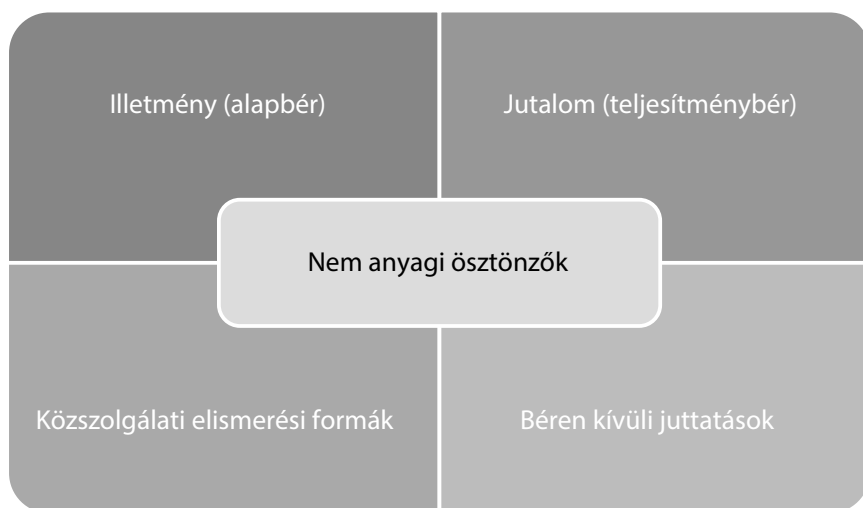 Illetmény (alapbér)
Jutalom (teljesítménybér)
Nem anyagi ösztönzők
Közszolgálati elismerési formák
Béren kívüli juttatások